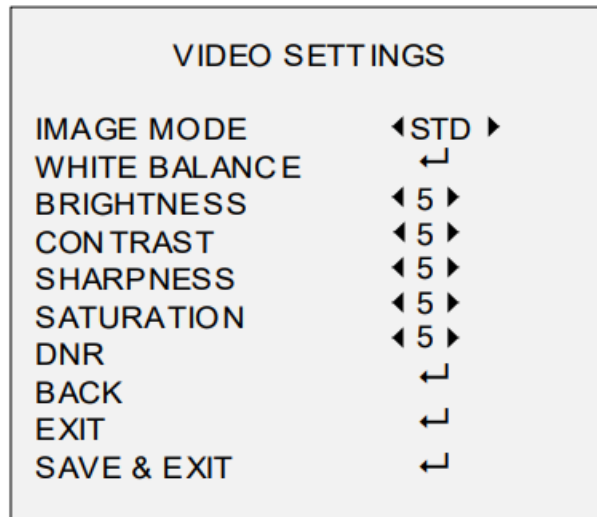 VIDEO SETTINGS
IMAGE MODE ◀ STD ▶
WHITE BALANCE ↵
BRIGHTNESS ◀ 5 ▶
CONTRAST ◀ 5 ▶
SHARPNESS ◀ 5 ▶
SATURATION ◀ 5 ▶
DNR ◀ 5 ▶
BACK ↵
EXIT ↵
SAVE & EXIT ↵